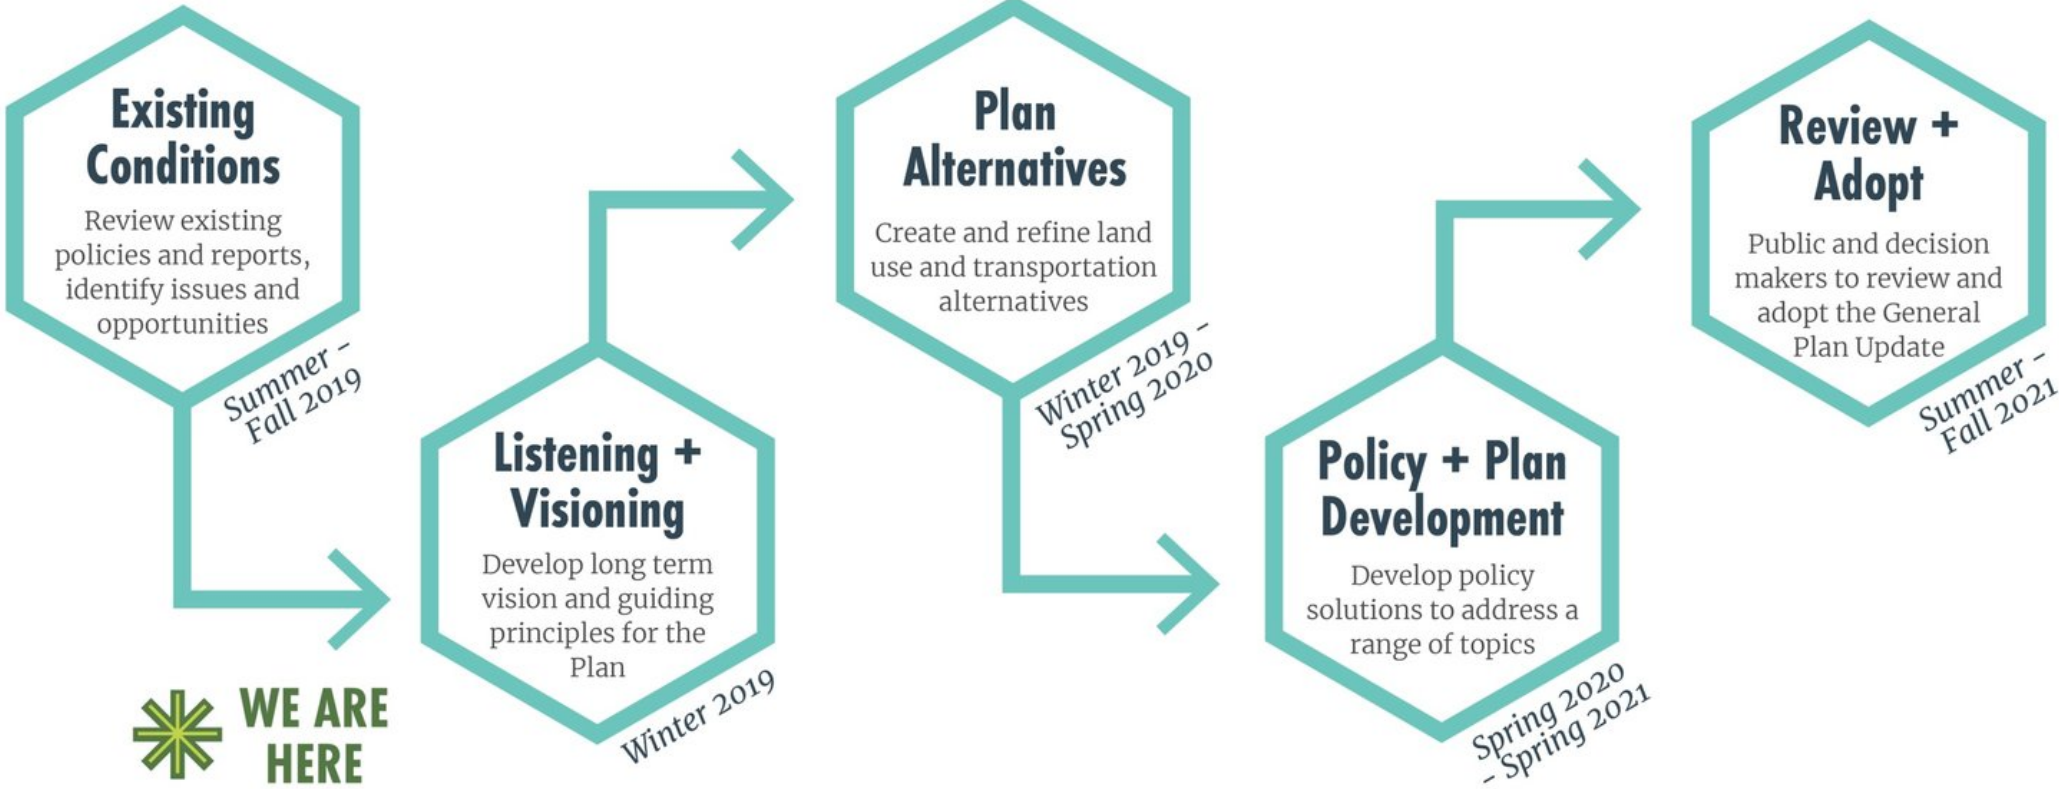 Existing
Conditions
Review existing
policies and reports,
identify issues and
opportunities
Summer –
Fall 2019
Listening +
Visioning
Develop long term
vision and guiding
principles for the
Plan
Winter 2019
Plan
Alternatives
Create and refine land
use and transportation
alternatives
Winter 2019 –
Spring 2020
Policy + Plan
Development
Develop policy
solutions to address a
range of topics
Spring 2020
– Spring 2021
Review +
Adopt
Public and decision
makers to review and
adopt the General
Plan Update
Summer –
Fall 2021
WE ARE
HERE